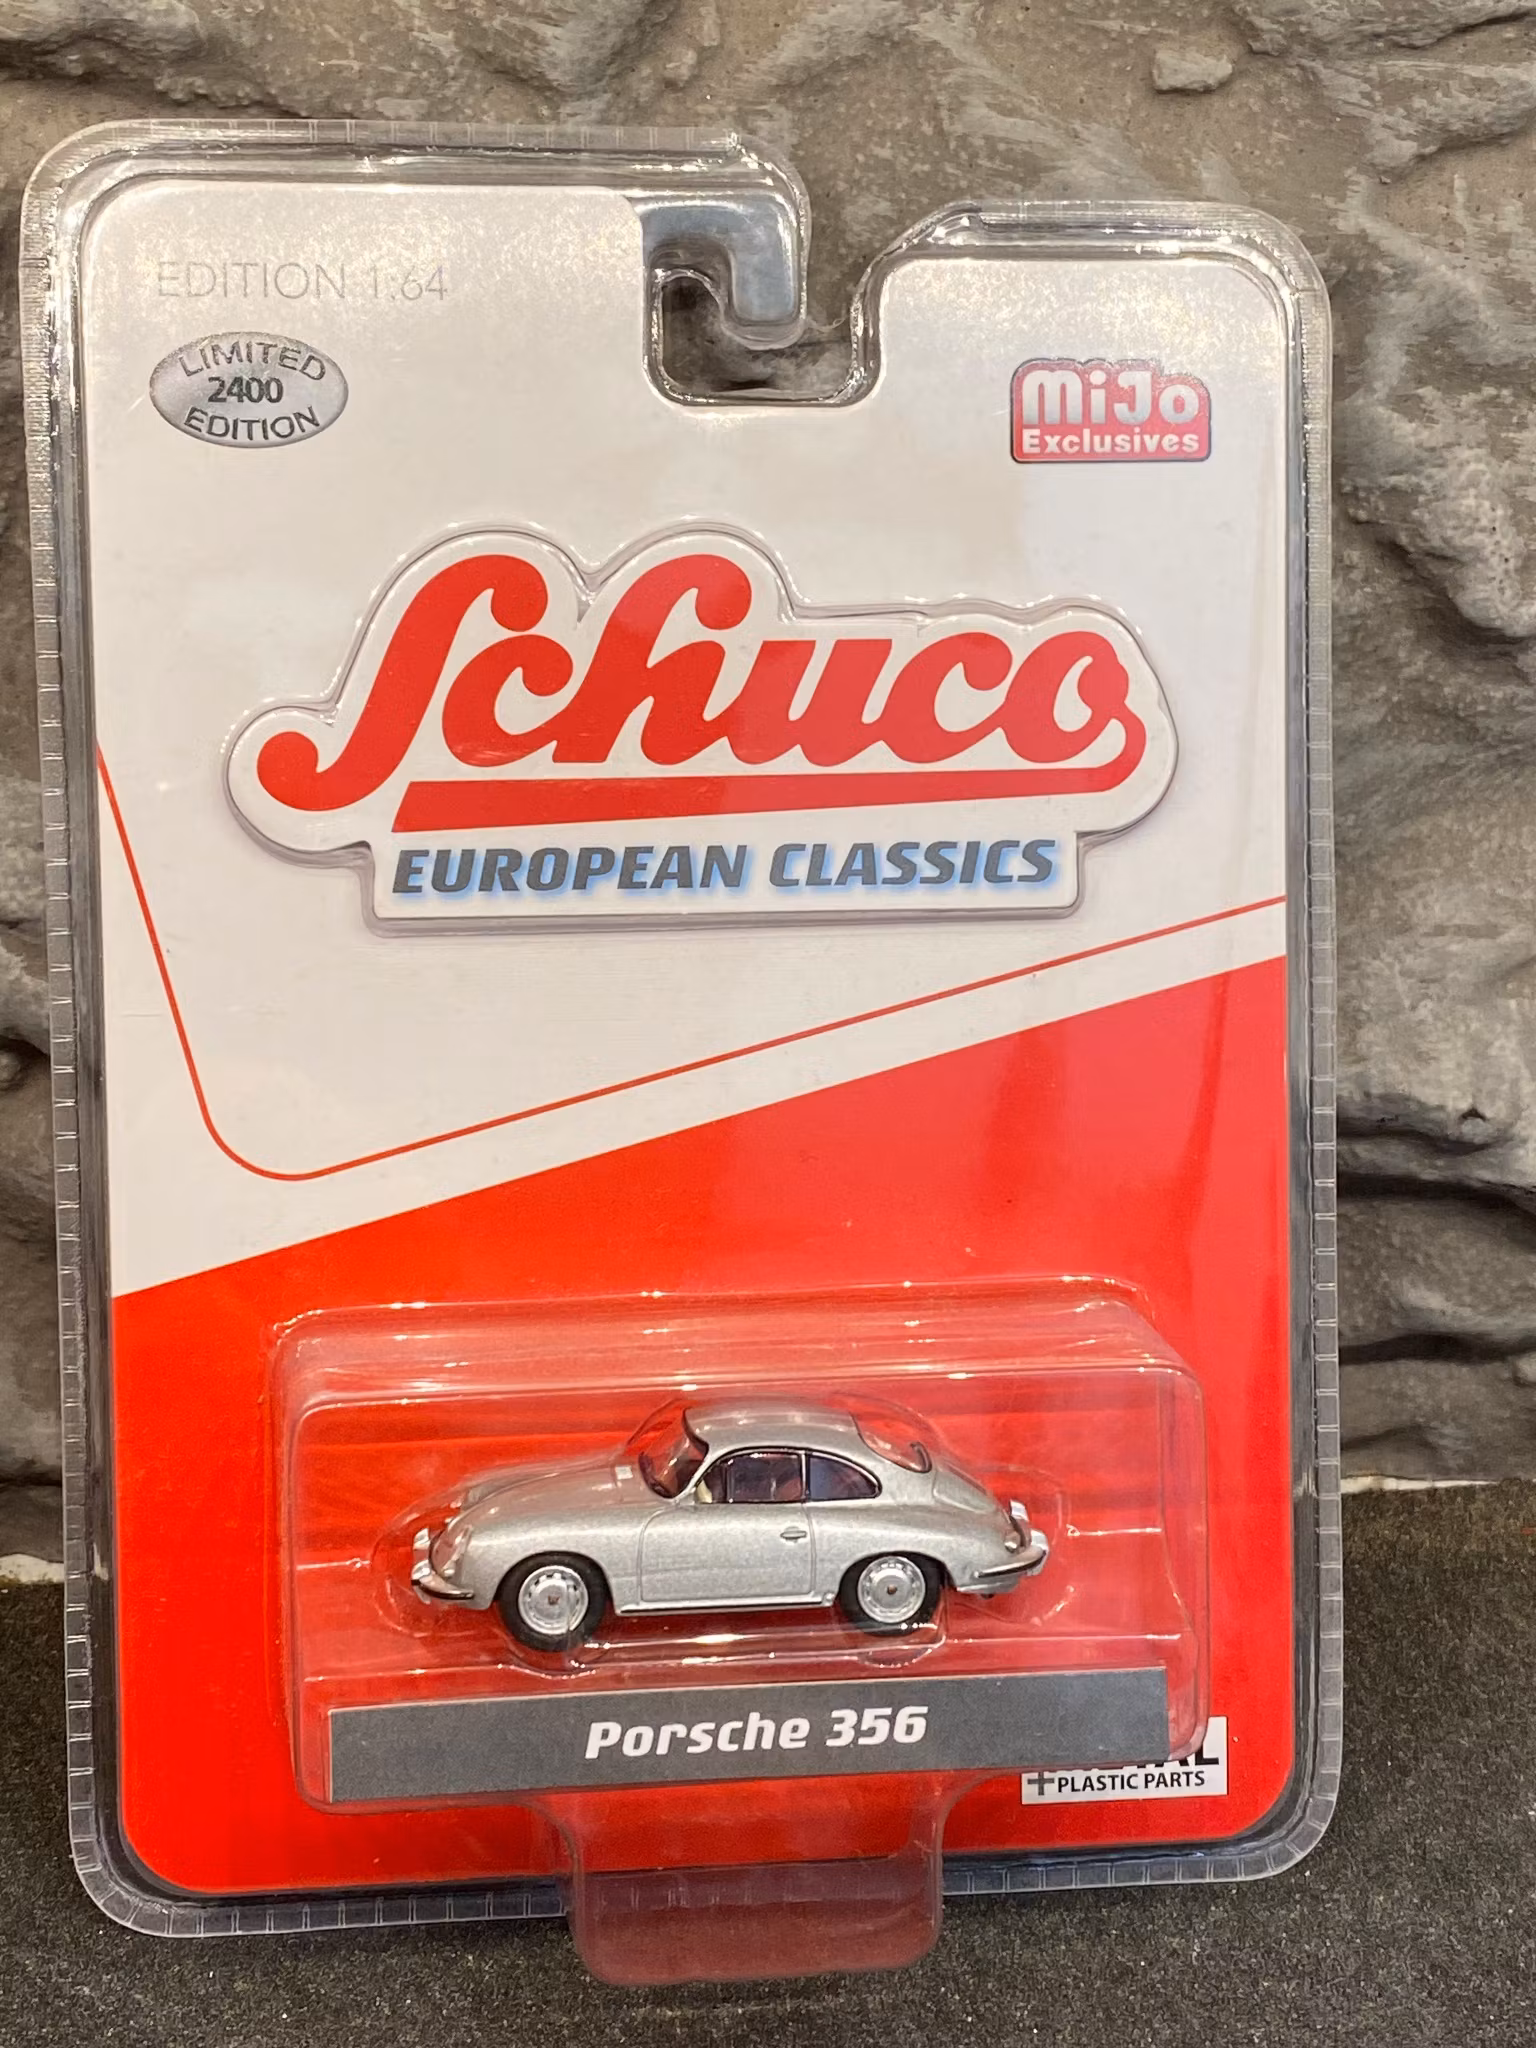 EDITION 1:64
LIMITED
2400
EDITION
MiJo
Exclusives
Schuco
EUROPEAN CLASSICS
Porsche 356
+PLASTIC PARTS